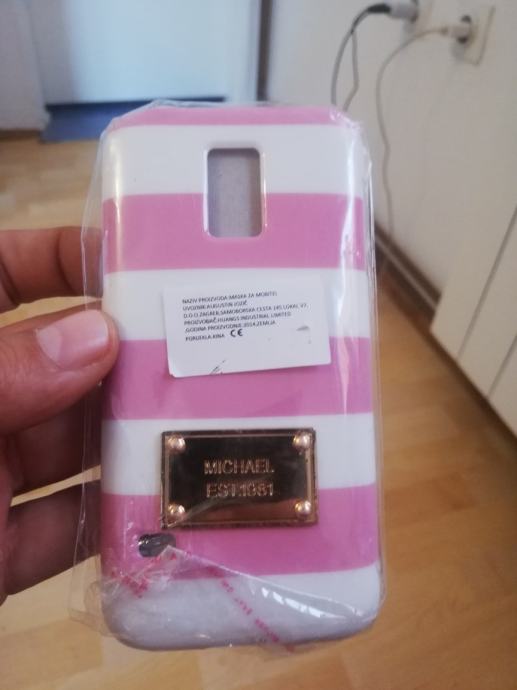 NAZIV PROIZVODA:MASKA ZA MOBITEL
UVOZNIK:AUGUSTIN JOZIĆ
D.O.O,ZAGREB,SAMOBORSKA CESTA 145,LOKAL V7,
PROIZVOĐAČ:HUANGS INDUSTRIAL LIMITED
,GODINA PROIZVODNJE:2014,ZEMLJA
PORIJEKLA:KINA CE
MICHAEL
EST.1981